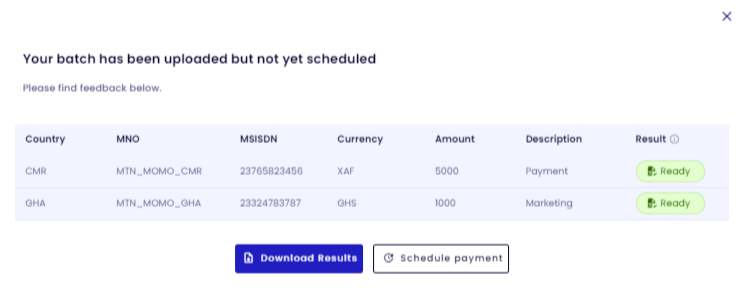 Your batch has been uploaded but not yet scheduled
Please find feedback below.
Country MNO MSISDN Currency Amount Description Result
CMR MTN_MOMO_CMR 23765823456 XAF 5000 Payment Ready
GHA MTN_MOMO_GHA 23324783787 GHS 1000 Marketing Ready
Download Results Schedule payment